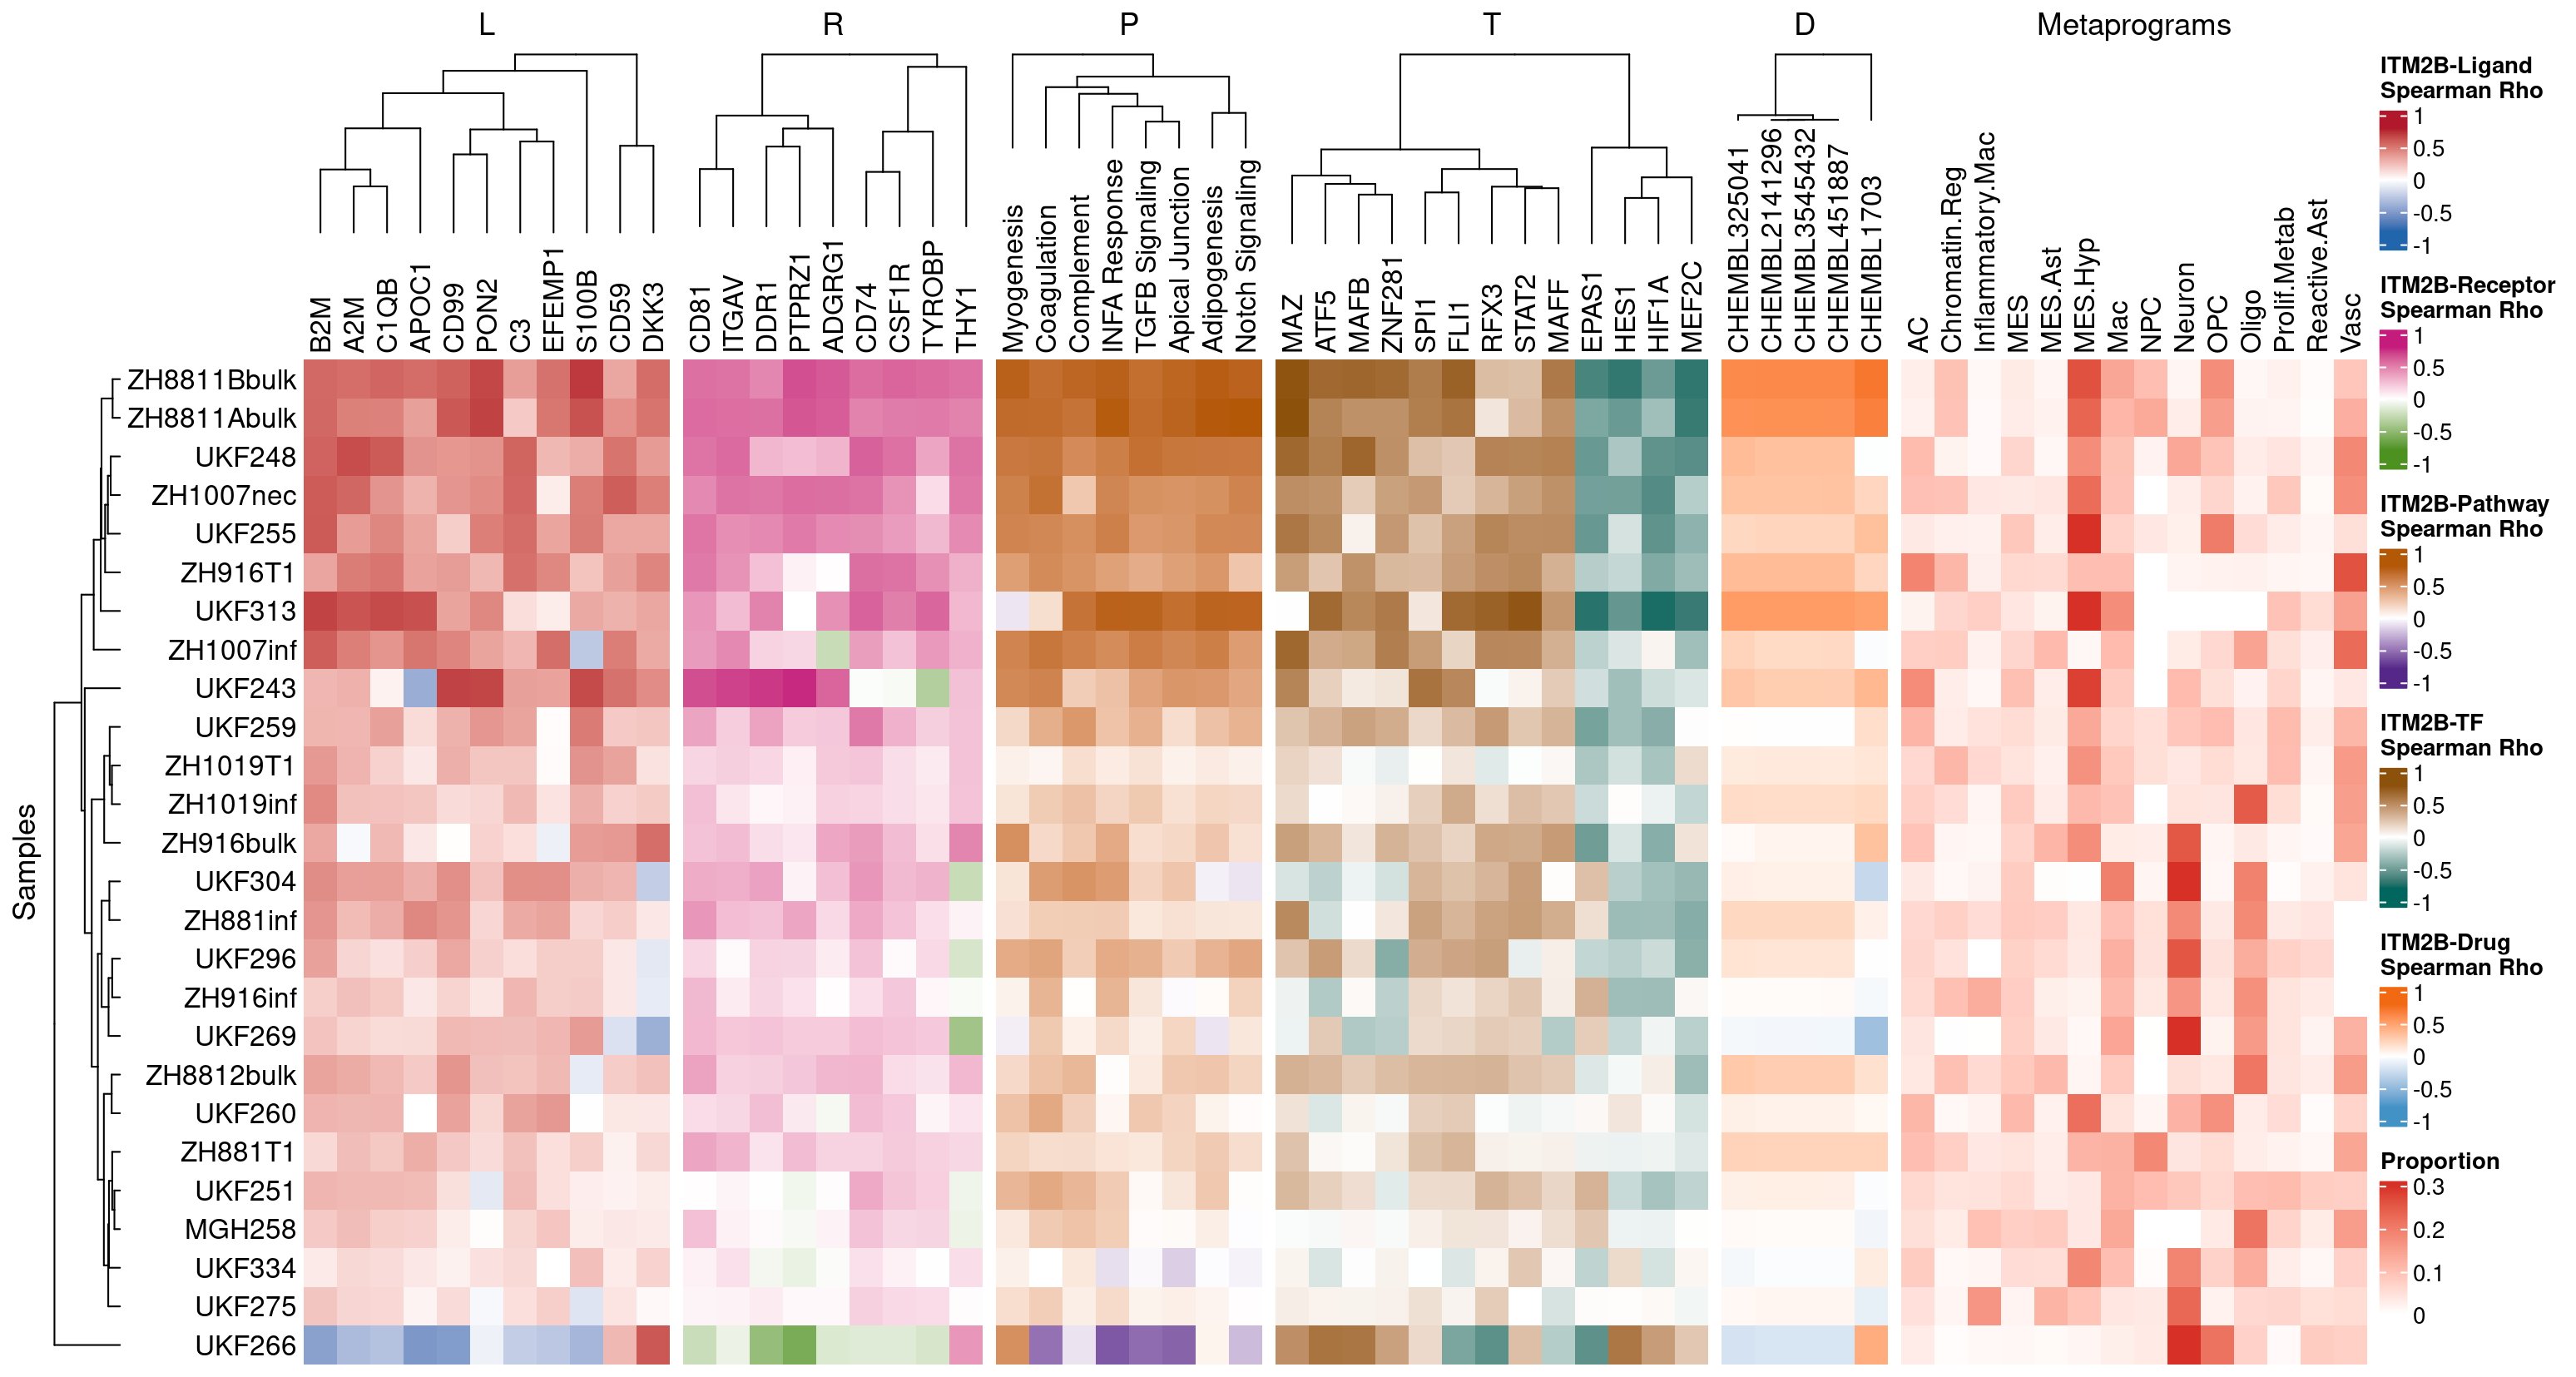 L
R
P
T
D
Metaprograms
B2M
A2M
C1QB
APOC1
CD99
PON2
C3
EFEMP1
S100B
CD59
DKK3
CD81
ITGAV
DDR1
PTPRZ1
ADGRG1
CD74
CSF1R
TYROBP
THY1
Myogenesis
Coagulation
Complement
INFA Response
TGFB Signaling
Apical Junction
Adipogenesis
Notch Signaling
MAZ
ATF5
MAFB
ZNF281
SPI1
FLI1
RFX3
STAT2
MAFF
EPAS1
HES1
HIF1A
MEF2C
CHEMBL325041
CHEMBL2141296
CHEMBL3545432
CHEMBL451887
CHEMBL1703
AC
Chromatin.Reg
Inflammatory.Mac
MES
MES.Ast
MES.Hyp
Mac
NPC
Neuron
OPC
Oligo
Prolif.Metab
Reactive.Ast
Vasc
Samples
ZH8811Bbulk
ZH8811Abulk
UKF248
ZH1007nec
UKF255
ZH916T1
UKF313
ZH1007inf
UKF243
UKF259
ZH1019T1
ZH1019inf
ZH916bulk
UKF304
ZH881inf
UKF296
ZH916inf
UKF269
ZH8812bulk
UKF260
ZH881T1
UKF251
MGH258
UKF334
UKF275
UKF266
ITM2B-Ligand
Spearman Rho
1
0.5
0
-0.5
-1
ITM2B-Receptor
Spearman Rho
1
0.5
0
-0.5
-1
ITM2B-Pathway
Spearman Rho
1
0.5
0
-0.5
-1
ITM2B-TF
Spearman Rho
1
0.5
0
-0.5
-1
ITM2B-Drug
Spearman Rho
1
0.5
0
-0.5
-1
Proportion
0.3
0.2
0.1
0